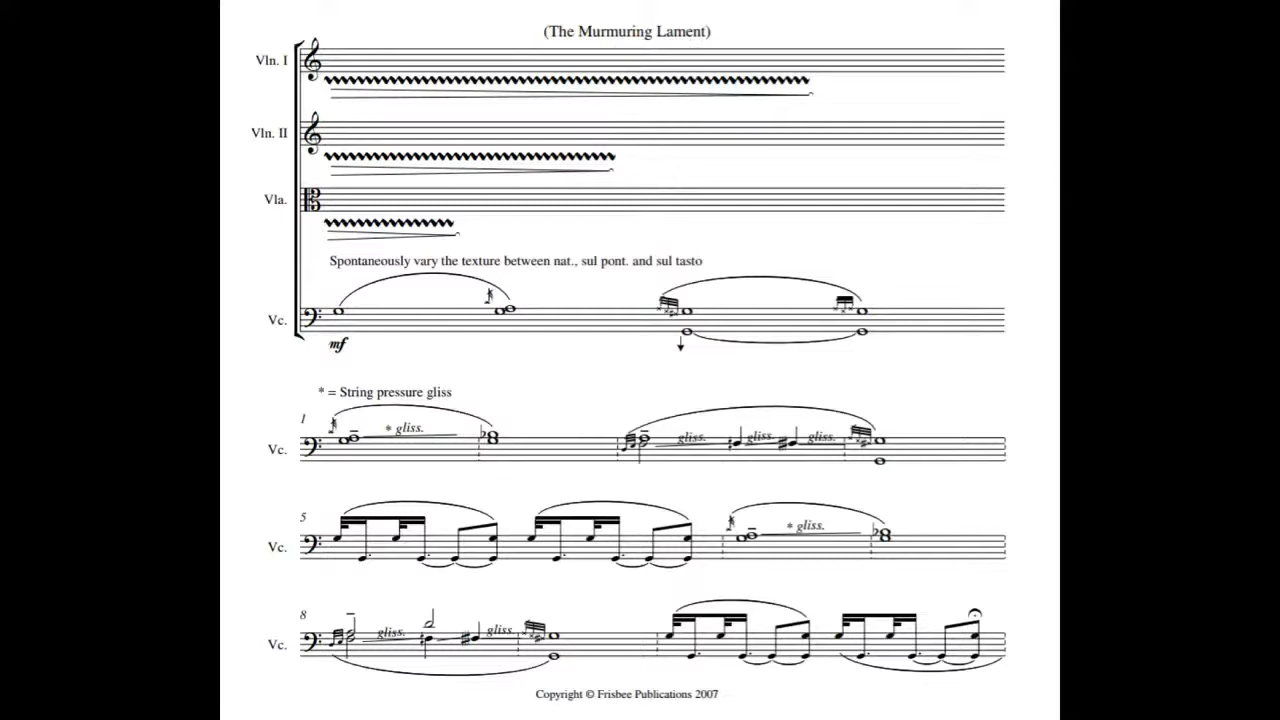 (The Murmuring Lament)
Vln. I
Vln. II
Vla.
Spontaneously vary the texture between nat., sul pont. and sul tasto
Vc.
mf
* = String pressure gliss
1
* gliss.
gliss. gliss. gliss.
Vc.
5
* gliss.
Vc.
8
gliss. gliss.
Vc.
Copyright © Frisbee Publications 2007